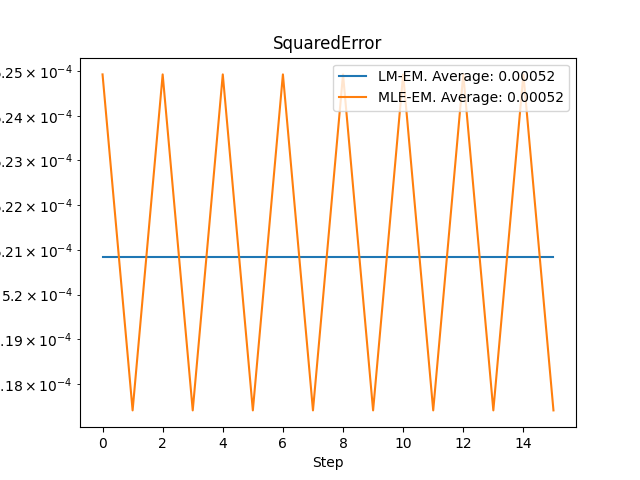 SquaredError
LM-EM. Average: 0.00052
MLE-EM. Average: 0.00052
.25 × 10⁻⁴
.24 × 10⁻⁴
.23 × 10⁻⁴
.22 × 10⁻⁴
.21 × 10⁻⁴
5.2 × 10⁻⁴
.19 × 10⁻⁴
.18 × 10⁻⁴
0 2 4 6 8 10 12 14
Step